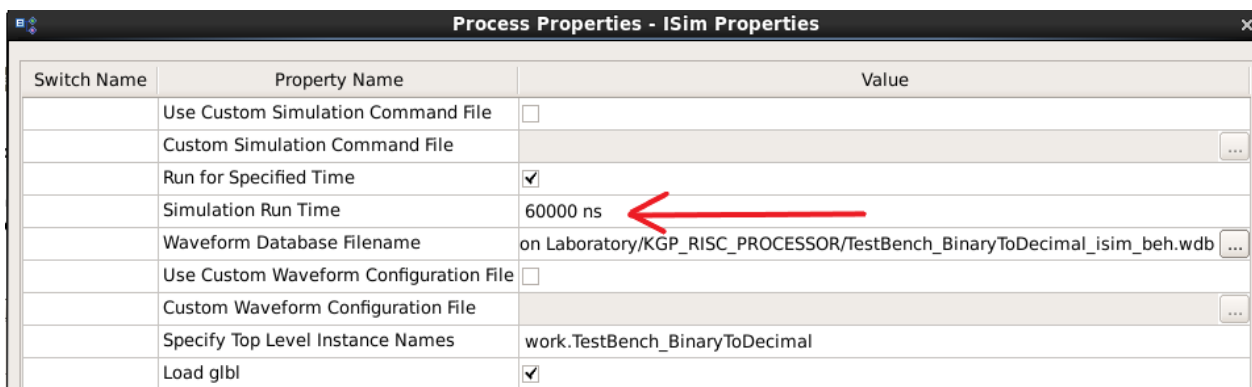 Process Properties - ISim Properties
Switch Name Property Name Value
Use Custom Simulation Command File
Custom Simulation Command File ...
Run for Specified Time
Simulation Run Time 60000 ns
Waveform Database Filename on Laboratory/KGP_RISC_PROCESSOR/TestBench_BinaryToDecimal_isim_beh.wdb ...
Use Custom Waveform Configuration File
Custom Waveform Configuration File ...
Specify Top Level Instance Names work.TestBench_BinaryToDecimal
Load glbl